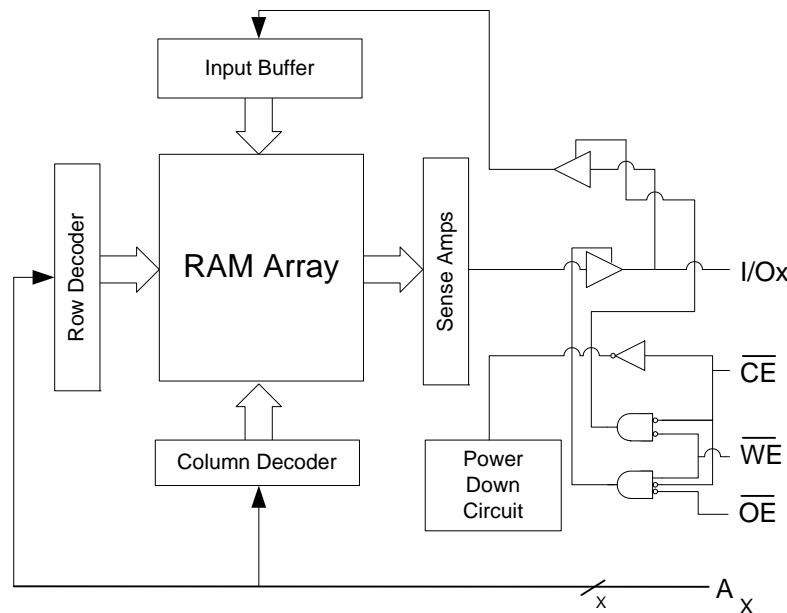 Input Buffer
Row Decoder
RAM Array
Sense Amps
I/Ox
CE
Column Decoder
Power
Down
Circuit
WE
OE
X
A X